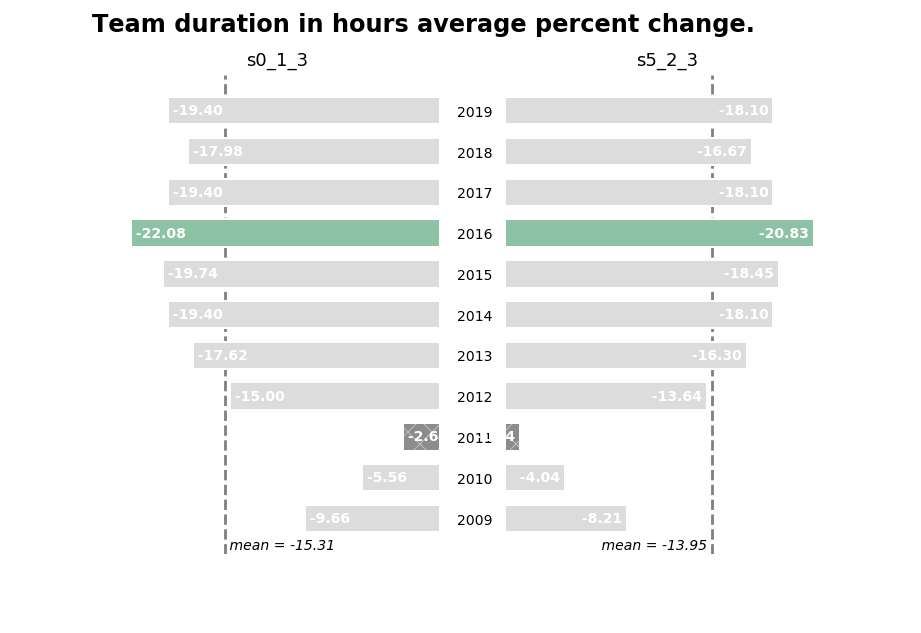 Team duration in hours average percent change.
s0_1_3 s5_2_3
-19.40 2019 -18.10
-17.98 2018 -16.67
-19.40 2017 -18.10
-22.08 2016 -20.83
-19.74 2015 -18.45
-19.40 2014 -18.10
-17.62 2013 -16.30
-15.00 2012 -13.64
-2.6 2011 4
-5.56 2010 -4.04
-9.66 2009 -8.21
mean = -15.31 mean = -13.95